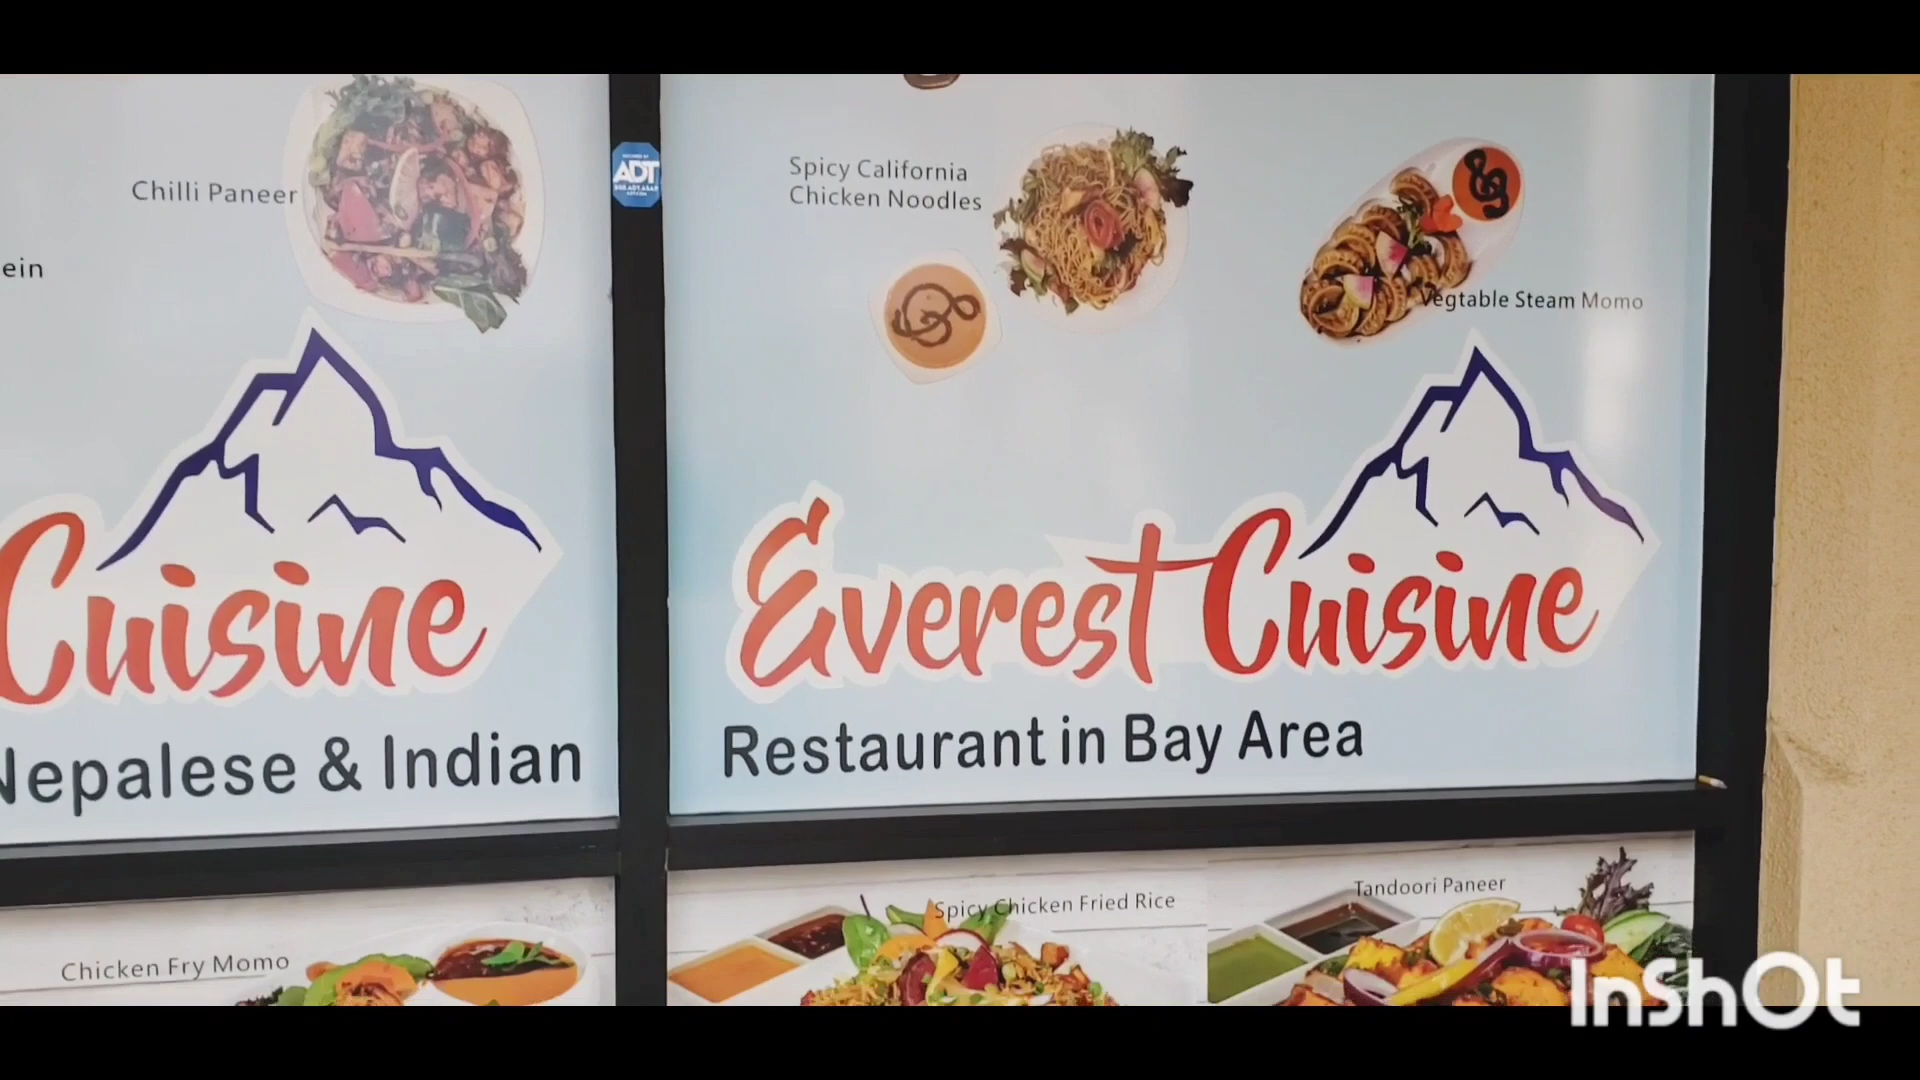 Chilli Paneer
ein
ADT
Cuisine
Nepalese & Indian
Spicy California
Chicken Noodles
Vegtable Steam Momo
Everest Cuisine
Restaurant in Bay Area
Chicken Fry Momo
Spicy Chicken Fried Rice
Tandoori Paneer
InShOt